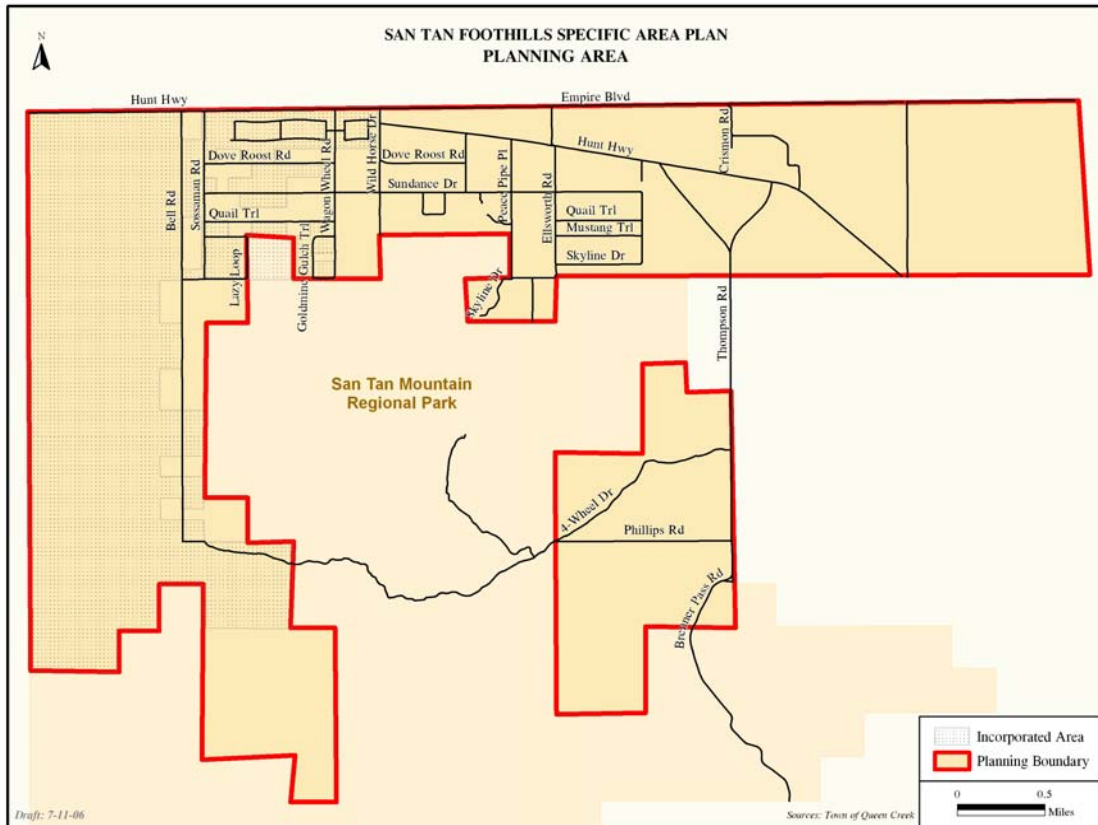 SAN TAN FOOTHILLS SPECIFIC AREA PLAN
PLANNING AREA
N
Hunt Hwy
Empire Blvd
Bell Rd
Sossaman Rd
Dove Roost Rd
Wagon Wheel Rd
Wild Horse Dr
Dove Roost Rd
Sundance Dr
Peace Pipe Pl
Ellsworth Rd
Hunt Hwy
Crismon Rd
Quail Trl
Quail Trl
Mustang Trl
Skyline Dr
Lazy Loop
Goldmine Gulch Trl
Skyline Dr
Thompson Rd
San Tan Mountain
Regional Park
4-Wheel Dr
Phillips Rd
Brenner Pass Rd
Incorporated Area
Planning Boundary
0 0.5
Miles
Draft: 7-11-06
Sources: Town of Queen Creek